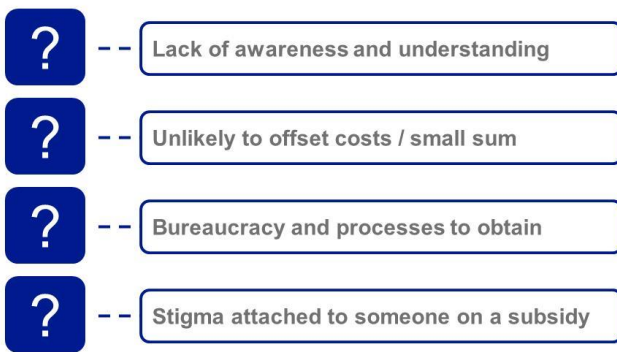 ?
Lack of awareness and understanding
?
Unlikely to offset costs / small sum
?
Bureaucracy and processes to obtain
?
Stigma attached to someone on a subsidy